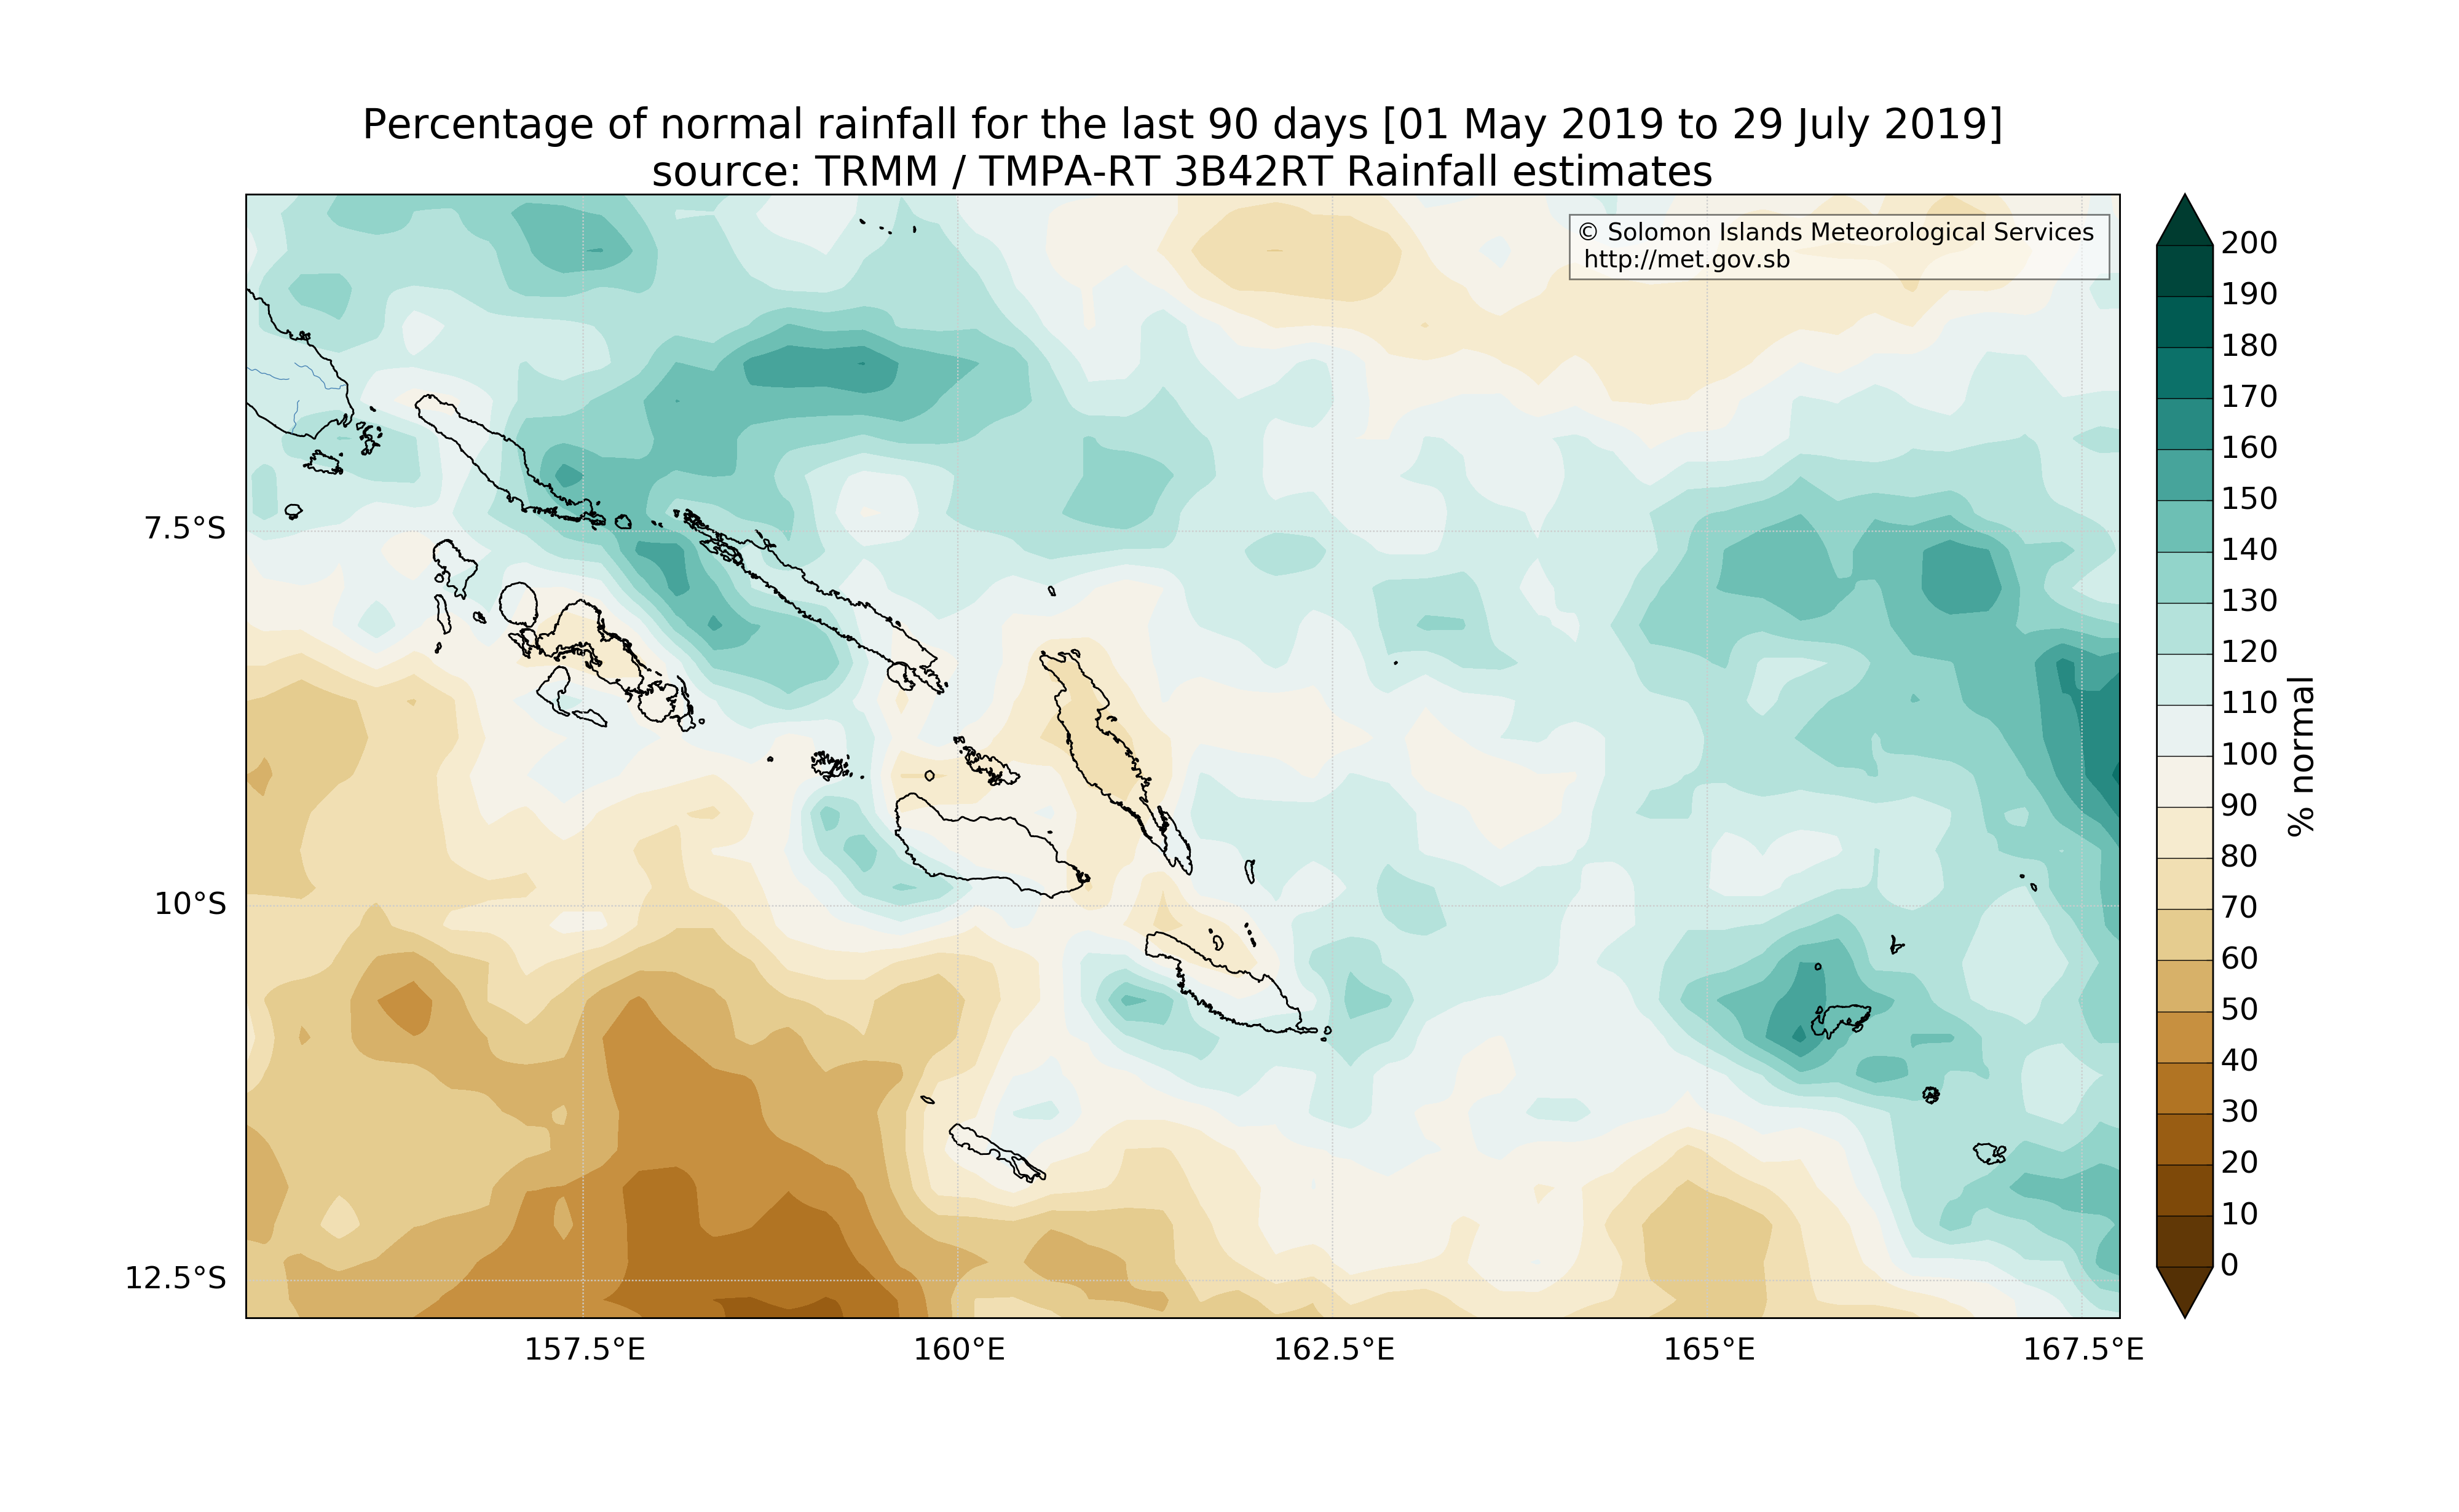 Percentage of normal rainfall for the last 90 days [01 May 2019 to 29 July 2019]
source: TRMM / TMPA-RT 3B42RT Rainfall estimates
© Solomon Islands Meteorological Services
http://met.gov.sb
7.5°S
10°S
12.5°S
157.5°E
160°E
162.5°E
165°E
167.5°E
200
190
180
170
160
150
140
130
120
110
100
90
80
70
60
50
40
30
20
10
0
% normal